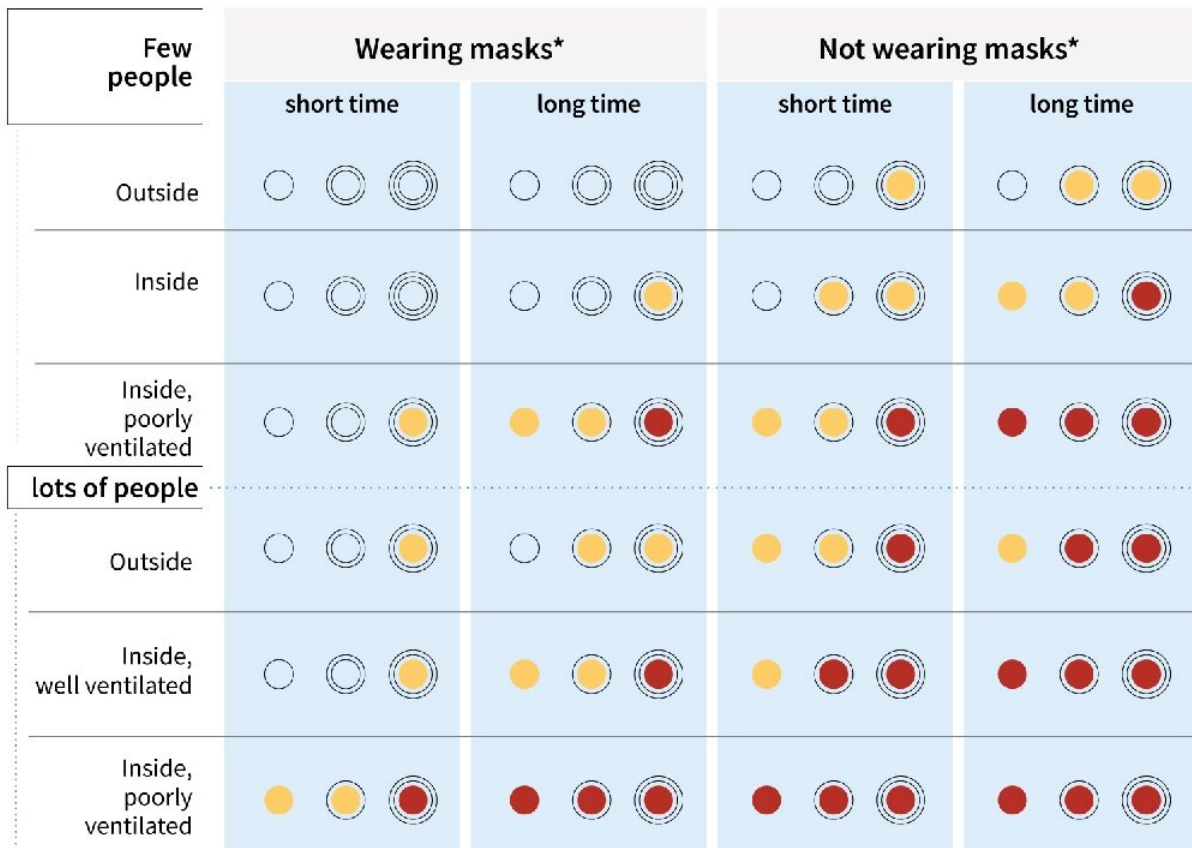 Few
people
Wearing masks*
Not wearing masks*
short time
long time
short time
long time
Outside
Inside
Inside,
poorly
ventilated
lots of people
Outside
Inside,
well ventilated
Inside,
poorly
ventilated